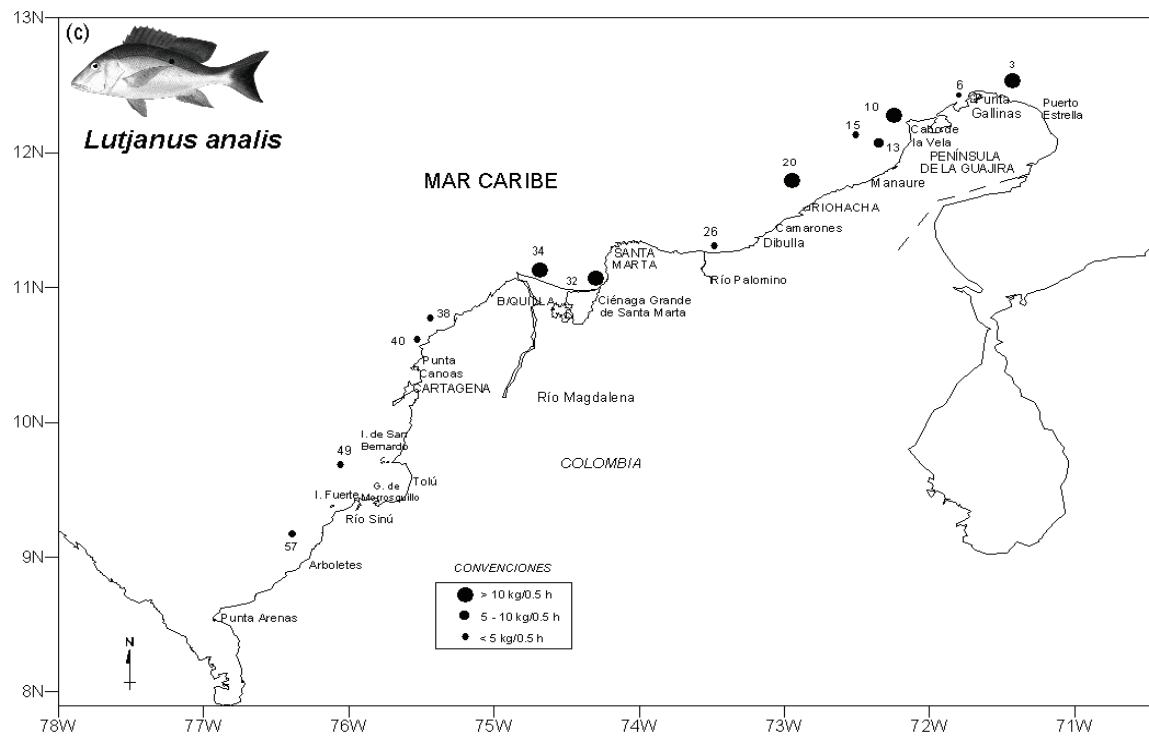 13N
(c)
Lutjanus analis
3
6
Punta
Gallinas
Puerto
Estrella
10
15
13
Cabo de
la Vela
12N
PENÍNSULA
DE LA GUAJIRA
MAR CARIBE
20
Manaure
RIOHACHA
Camarones
Dibulla
26
SANTA
MARTA
34
32
Río Palomino
11N
B/QUILLA
Ciénaga Grande
de Santa Marta
38
40
Punta
Canoas
CARTAGENA
Río Magdalena
10N
I. de San
Bernardo
49
COLOMBIA
Tolú
G. de
Morrosquillo
I. Fuerte
Río Sinú
57
9N
Arboletes
CONVENCIONES
> 10 kg/0.5 h
5 - 10 kg/0.5 h
< 5 kg/0.5 h
Punta Arenas
N
8N
78W 77W 76W 75W 74W 73W 72W 71W